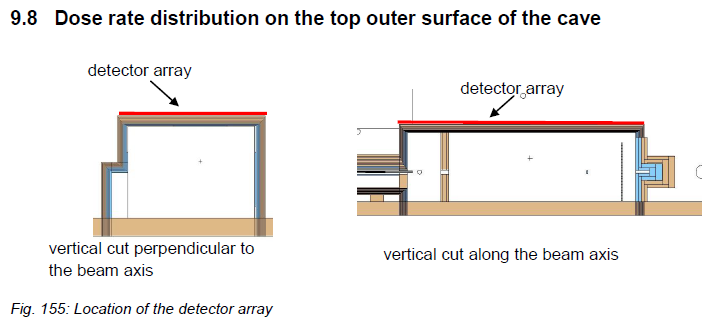 9.8 Dose rate distribution on the top outer surface of the cave
detector array
detector array
vertical cut perpendicular to
the beam axis
vertical cut along the beam axis
Fig. 155: Location of the detector array